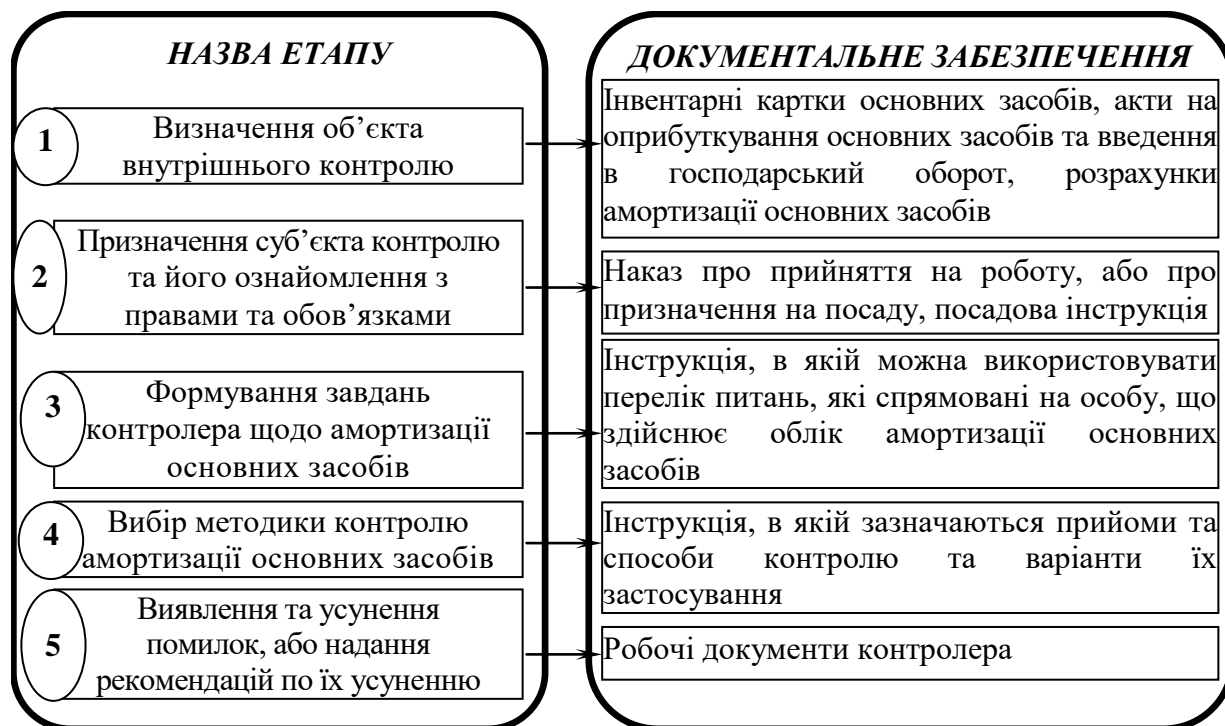 НАЗВА ЕТАПУ
ДОКУМЕНТАЛЬНЕ ЗАБЕЗПЕЧЕННЯ
1
Визначення об’єкта
внутрішнього контролю
Інвентарні картки основних засобів, акти на
оприбуткування основних засобів та введення
в господарський оборот, розрахунки
амортизації основних засобів
2
Призначення суб’єкта контролю
та його ознайомлення з
правами та обов’язками
Наказ про прийняття на роботу, або про
призначення на посаду, посадова інструкція
3
Формування завдань
контролера щодо амортизації
основних засобів
Інструкція, в якій можна використовувати
перелік питань, які спрямовані на особу, що
здійснює облік амортизації основних
засобів
4
Вибір методики контролю
амортизації основних засобів
Інструкція, в якій зазначаються прийоми та
способи контролю та варіанти їх
застосування
5
Виявлення та усунення
помилок, або надання
рекомендацій по їх усуненню
Робочі документи контролера